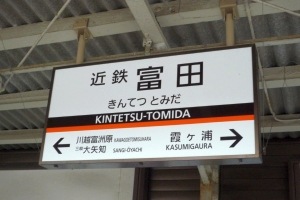 近鉄富田
きんてつとみだ
KINTETSU-TOMIDA
川越富洲原 KAWAGOETOMISUHARA
三岐 大矢知 SANGI-ŌYACHI
霞ヶ浦
KASUMIGAURA